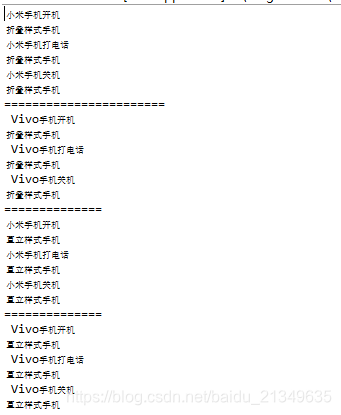 小米手机开机
折叠样式手机
小米手机打电话
折叠样式手机
小米手机关机
折叠样式手机
=======================
Vivo手机开机
折叠样式手机
Vivo手机打电话
折叠样式手机
Vivo手机关机
折叠样式手机
==============
小米手机开机
直立样式手机
小米手机打电话
直立样式手机
小米手机关机
直立样式手机
==============
Vivo手机开机
直立样式手机
Vivo手机打电话
直立样式手机
Vivo手机关机
https://blog.csdn.net/baidu_21349635
直立样式手机